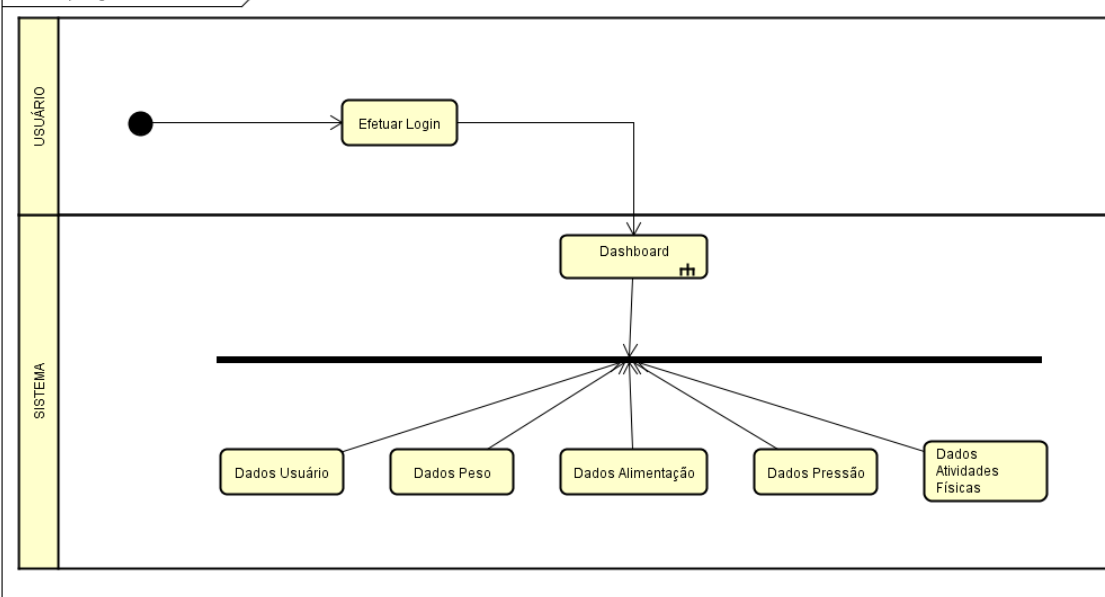 USUÁRIO
Efetuar Login
SISTEMA
Dashboard
Dados Usuário
Dados Peso
Dados Alimentação
Dados Pressão
Dados
Atividades
Físicas